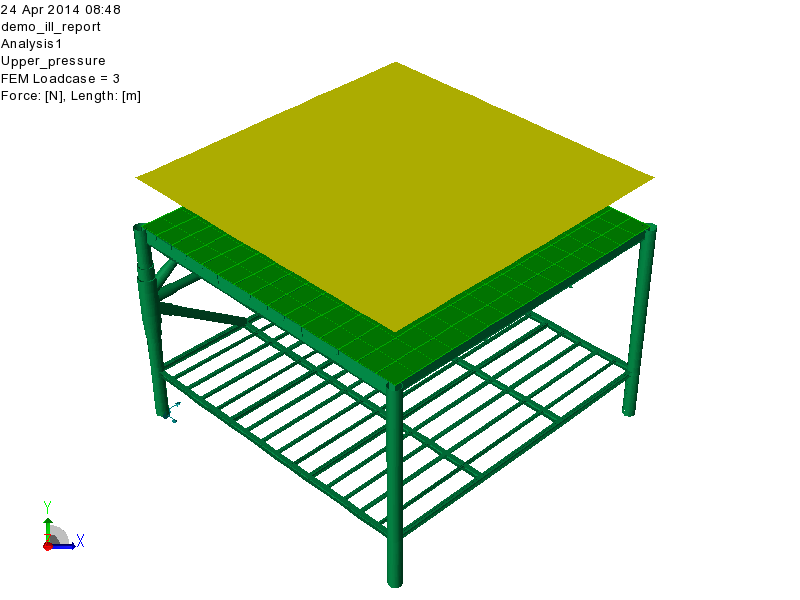 24 Apr 2014 08:48
demo_ill_report
Analysis1
Upper_pressure
FEM Loadcase = 3
Force: [N], Length: [m]
Y
X